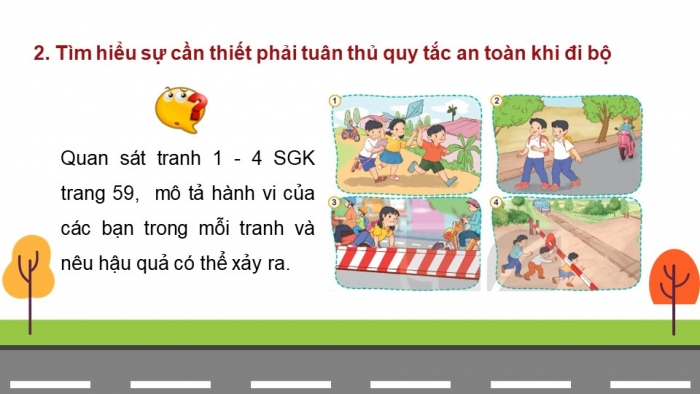 2. Tìm hiểu sự cần thiết phải tuân thủ quy tắc an toàn khi đi bộ
Quan sát tranh 1 - 4 SGK
trang 59, mô tả hành vi của
các bạn trong mỗi tranh và
nêu hậu quả có thể xảy ra.
1
2
3
4